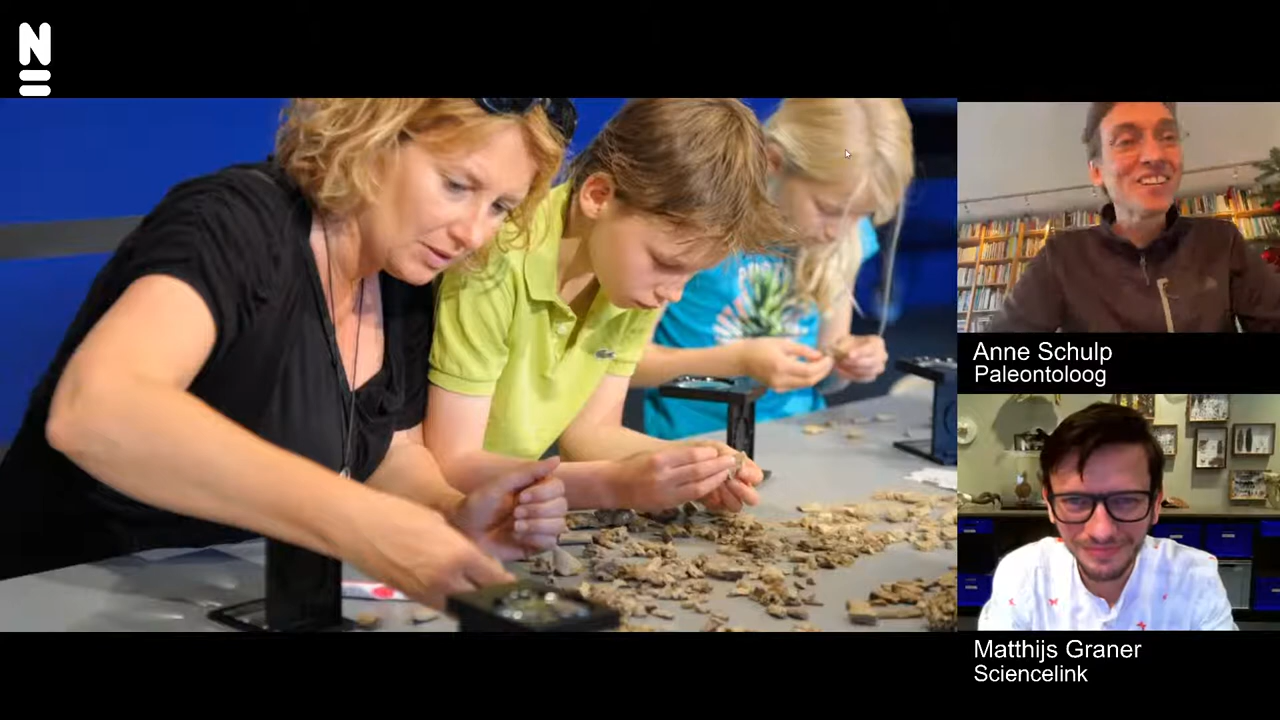 N
Anne Schulp
Paleontoloog
Matthijs Graner
Sciencelink